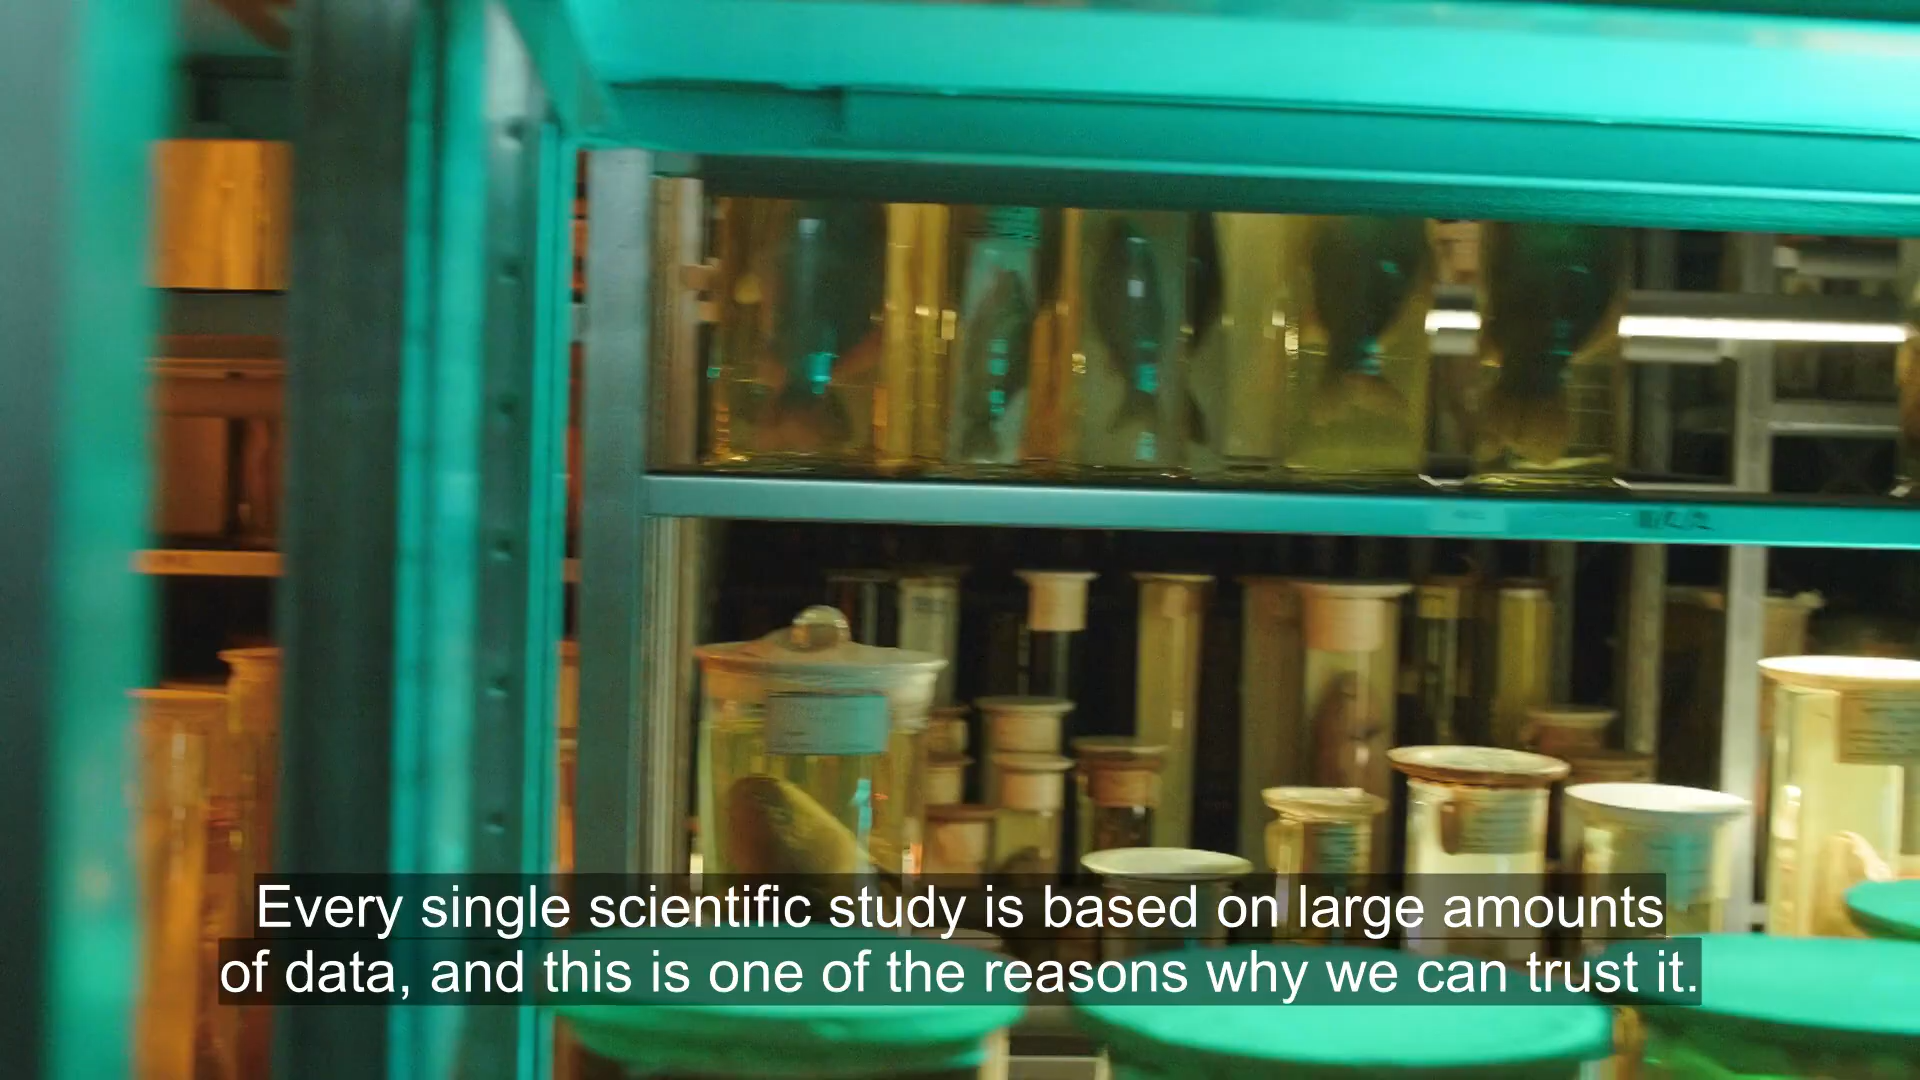 Every single scientific study is based on large amounts
of data, and this is one of the reasons why we can trust it.